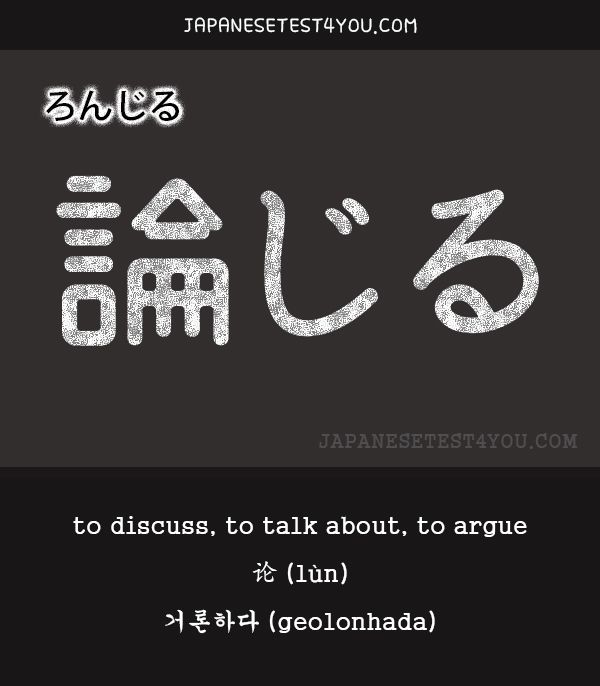 JAPANESETEST4YOU.COM
ろんじる
論じる
JAPANESETEST4YOU.COM
to discuss, to talk about, to argue
论 (lùn)
거론하다 (geolonhada)